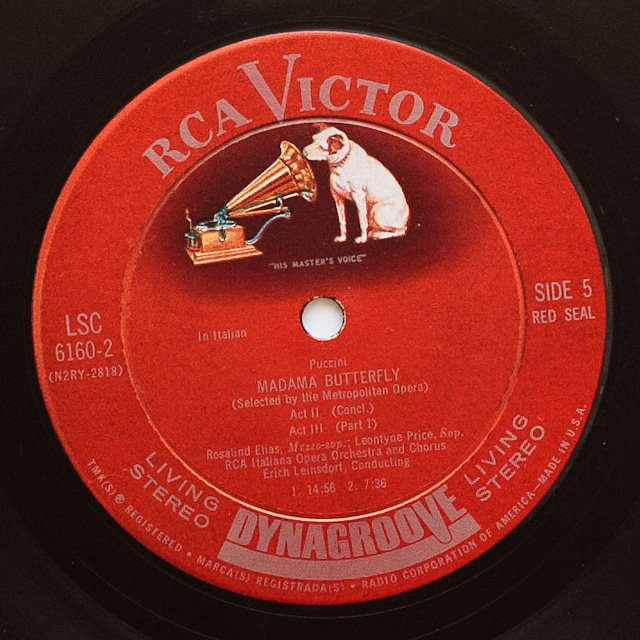 RCA VICTOR
"HIS MASTER'S VOICE"
LSC
6160-2
(N2RY-2818)
SIDE 5
RED SEAL
In Italian
Puccini
MADAMA BUTTERFLY
(Selected by the Metropolitan Opera)
Act II (Concl.)
Act III (Part 1)
Rosalind Elias, Mezzo-sop.; Leontyne Price, Sop.
RCA Italiana Opera Orchestra and Chorus
Erich Leinsdorf, Conducting
1. 14:56 2. 7:36
LIVING
STEREO
DYNAGROOVE
LIVING
STEREO
TMK(S) ® REGISTERED • MARCA(S) REGISTRADA(S) • RADIO CORPORATION OF AMERICA—MADE IN U.S.A.